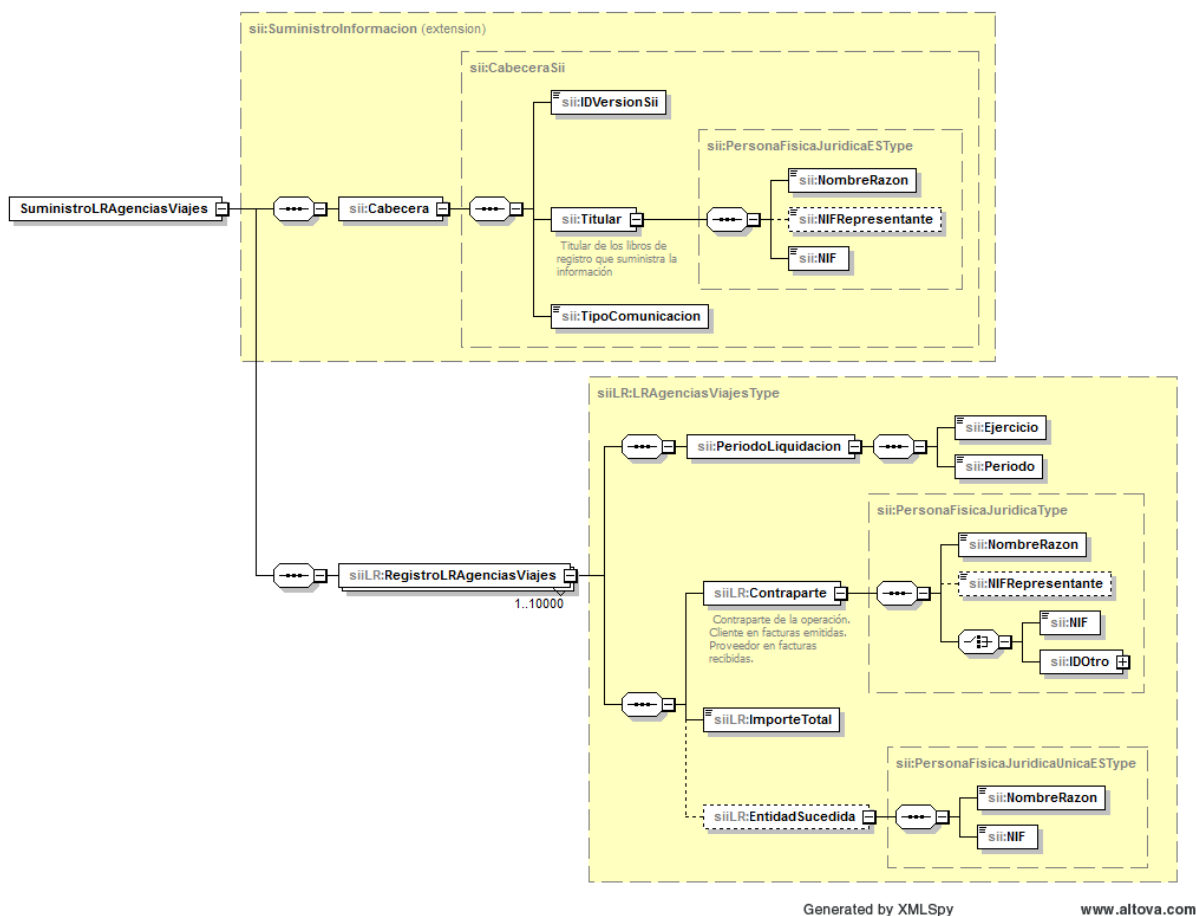 sii:SuministroInformacion (extension)
sii:CabeceraSii
sii:IDVersionSii
sii:PersonaFisicaJuridicaESType
sii:NombreRazon
SuministroLRAgenciasViajes
sii:Cabecera
sii:Titular
sii:NIFRepresentante
Titular de los libros de
registro que suministra la
información
sii:NIF
sii:TipoComunicacion
siiLR:LRAgenciasViajesType
sii:PeriodoLiquidacion
sii:Ejercicio
sii:Periodo
sii:PersonaFisicaJuridicaType
sii:NombreRazon
siiLR:RegistroLRAgenciasViajes
1..10000
siiLR:Contraparte
sii:NIFRepresentante
Contraparte de la operación.
Cliente en facturas emitidas.
Proveedor en facturas
recibidas.
sii:NIF
sii:IDOtro
siiLR:ImporteTotal
sii:PersonaFisicaJuridicaUnicaESType
sii:NombreRazon
siiLR:EntidadSucedida
sii:NIF
Generated by XMLSpy
www.altova.com